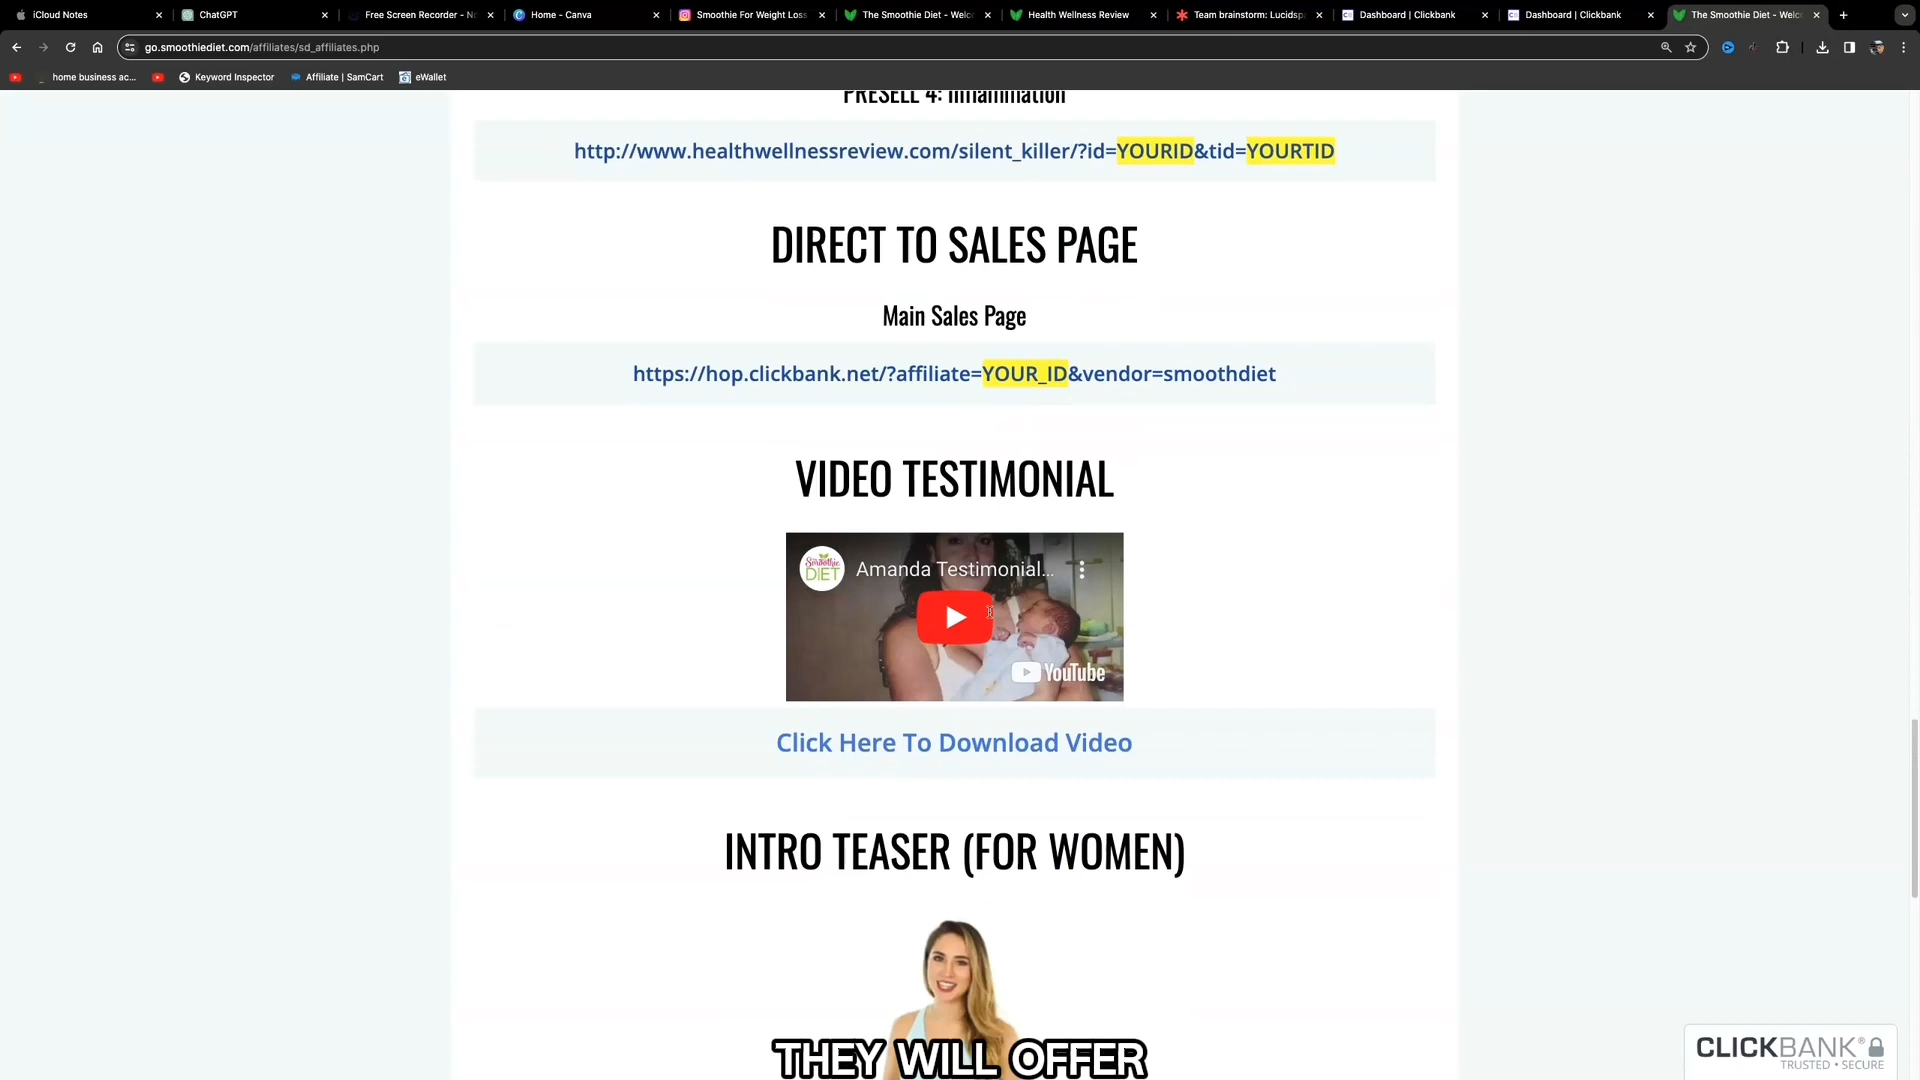 iCloud Notes
ChatGPT
Free Screen Recorder - N
Home - Canva
Smoothie For Weight Loss
The Smoothie Diet - Welc
Health Wellness Review
Team brainstorm: Lucidsp
Dashboard | Clickbank
Dashboard | Clickbank
The Smoothie Diet - Welc
go.smoothiediet.com/affiliates/sd_affiliates.php
home business ac...
Keyword Inspector
Affiliate | SamCart
eWallet
PRESELL 4: Inflammation
http://www.healthwellnessreview.com/silent_killer/?id=YOURID&tid=YOURTID
DIRECT TO SALES PAGE
Main Sales Page
https://hop.clickbank.net/?affiliate=YOUR_ID&vendor=smoothdiet
VIDEO TESTIMONIAL
Smoothie
DIET
Amanda Testimonial...
YouTube
Click Here To Download Video
INTRO TEASER (FOR WOMEN)
THEY WILL OFFER
CLICKBANK®
TRUSTED • SECURE